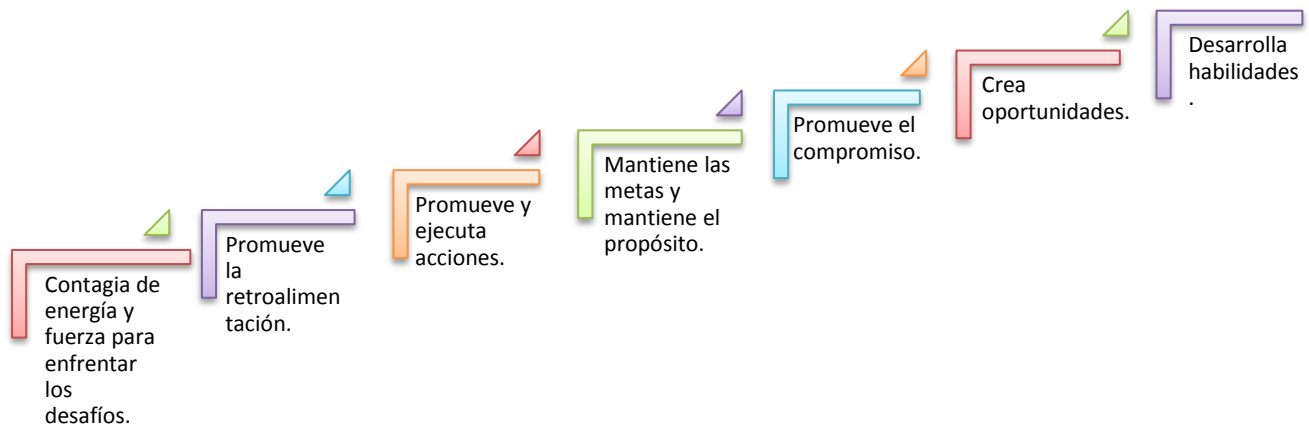 Contagia de
energía y
fuerza para
enfrentar
los
desafíos.
Promueve
la
retroalimen
tación.
Promueve y
ejecuta
acciones.
Mantiene las
metas y
mantiene el
propósito.
Promueve el
compromiso.
Crea
oportunidades.
Desarrolla
habilidades
.